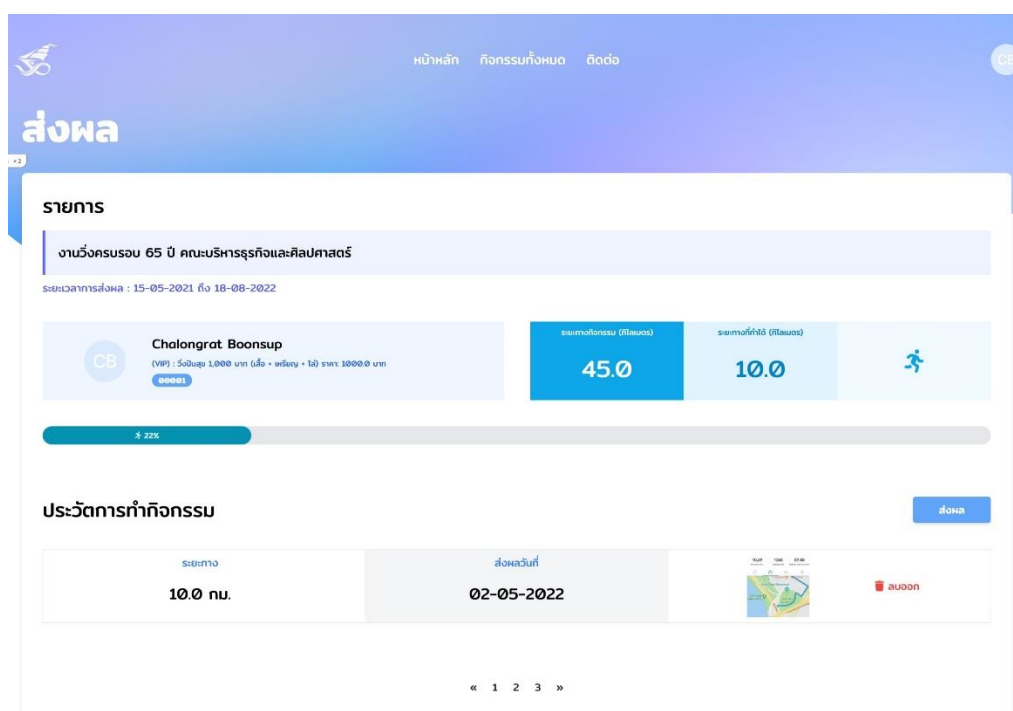 หน้าหลัก กิจกรรมทั้งหมด ติดต่อ
CB
ส่งผล
×2
รายการ
งานวิ่งครบรอบ 65 ปี คณะบริหารธุรกิจและศิลปศาสตร์
ระยะเวลาการส่งผล : 15-05-2021 ถึง 18-08-2022
CB
Chalongrat Boonsup
(VIP) : วิ่งปันสุข 1,000 บาท (เสื้อ + เหรียญ + โล่) ราคา: 1000.0 บาท
00001
ระยะทางกิจกรรม (กิโลเมตร)
45.0
ระยะทางที่ทำได้ (กิโลเมตร)
10.0
22%
ประวัติการทำกิจกรรม
ส่งผล
ระยะทาง
10.0 กม.
ส่งผลวันที่
02-05-2022
ลบออก
« 1 2 3 »